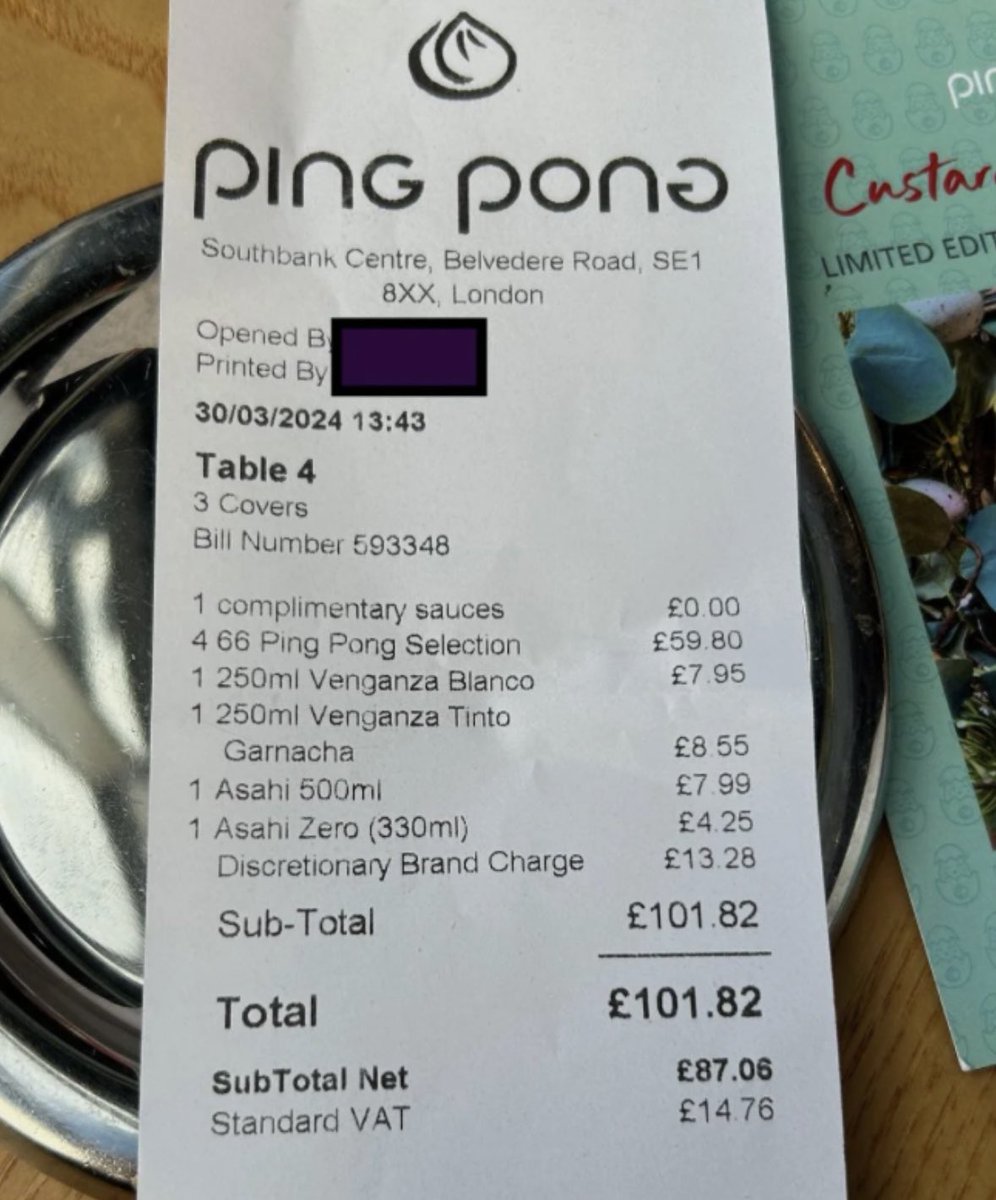 ping pong
Southbank Centre, Belvedere Road, SE1
8XX, London
Opened B
Printed By
30/03/2024 13:43
Table 4
3 Covers
Bill Number 593348
1 complimentary sauces £0.00
4 66 Ping Pong Selection £59.80
1 250ml Venganza Blanco £7.95
1 250ml Venganza Tinto
Garnacha £8.55
1 Asahi 500ml £7.99
1 Asahi Zero (330ml) £4.25
Discretionary Brand Charge £13.28
Sub-Total £101.82
Total £101.82
SubTotal Net £87.06
Standard VAT £14.76
pin
Custar
LIMITED EDIT